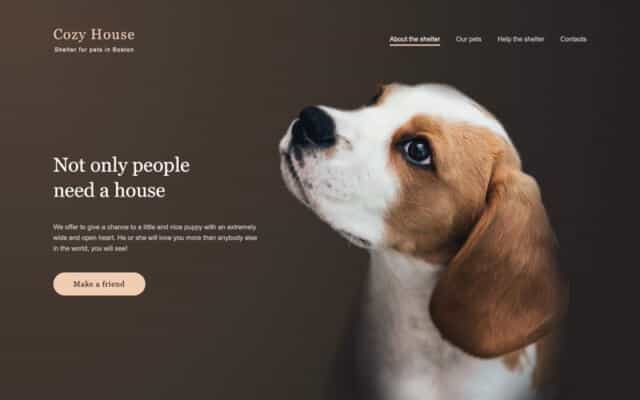 Cozy House
Shelter for pets in Boston
About the shelter
Our pets
Help the shelter
Contacts
Not only people
need a house
We offer to give a chance to a little and nice puppy with an extremely
wide and open heart. He or she will love you more than anybody else
in the world, you will see!
Make a friend